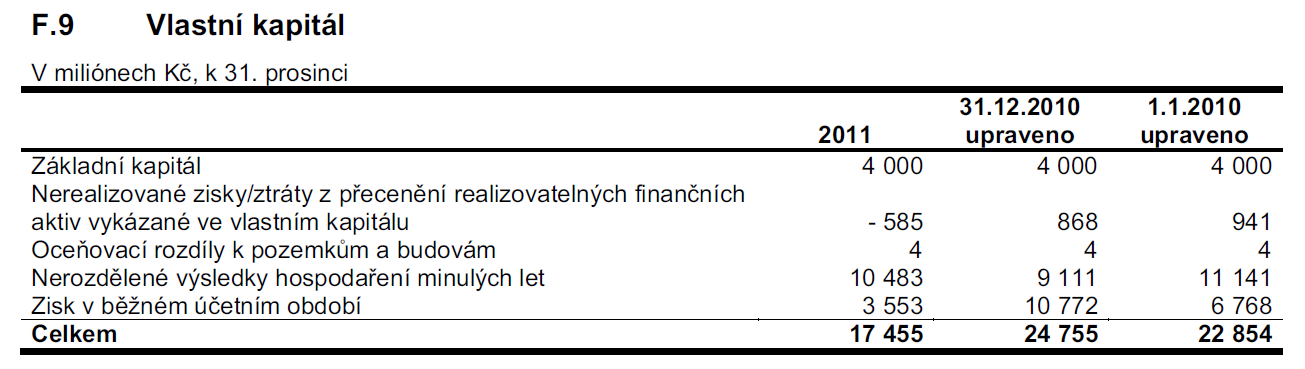 F.9 Vlastní kapitál
V miliónech Kč, k 31. prosinci
31.12.2010 1.1.2010
2011 upraveno upraveno
Základní kapitál 4 000 4 000 4 000
Nerealizované zisky/ztráty z přecenění realizovatelných finančních
aktiv vykázané ve vlastním kapitálu - 585 868 941
Oceňovací rozdíly k pozemkům a budovám 4 4 4
Nerozdělené výsledky hospodaření minulých let 10 483 9 111 11 141
Zisk v běžném účetním období 3 553 10 772 6 768
Celkem 17 455 24 755 22 854